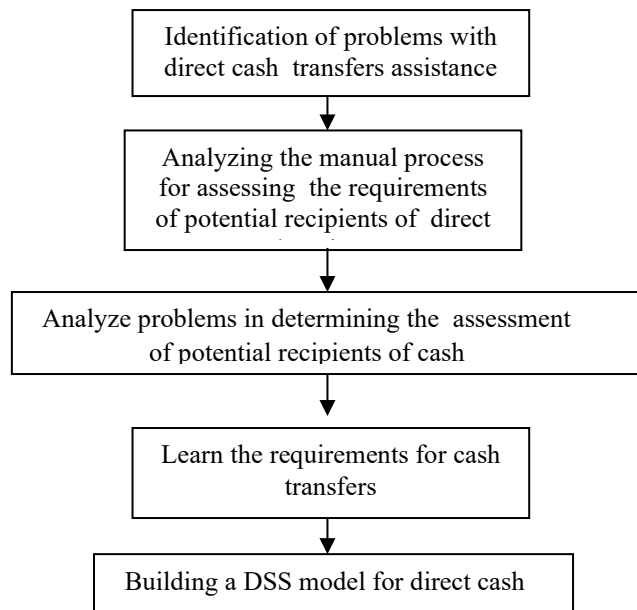 Identification of problems with
direct cash transfers assistance
Analyzing the manual process
for assessing the requirements
of potential recipients of direct
Analyze problems in determining the assessment
of potential recipients of cash
Learn the requirements for cash
transfers
Building a DSS model for direct cash